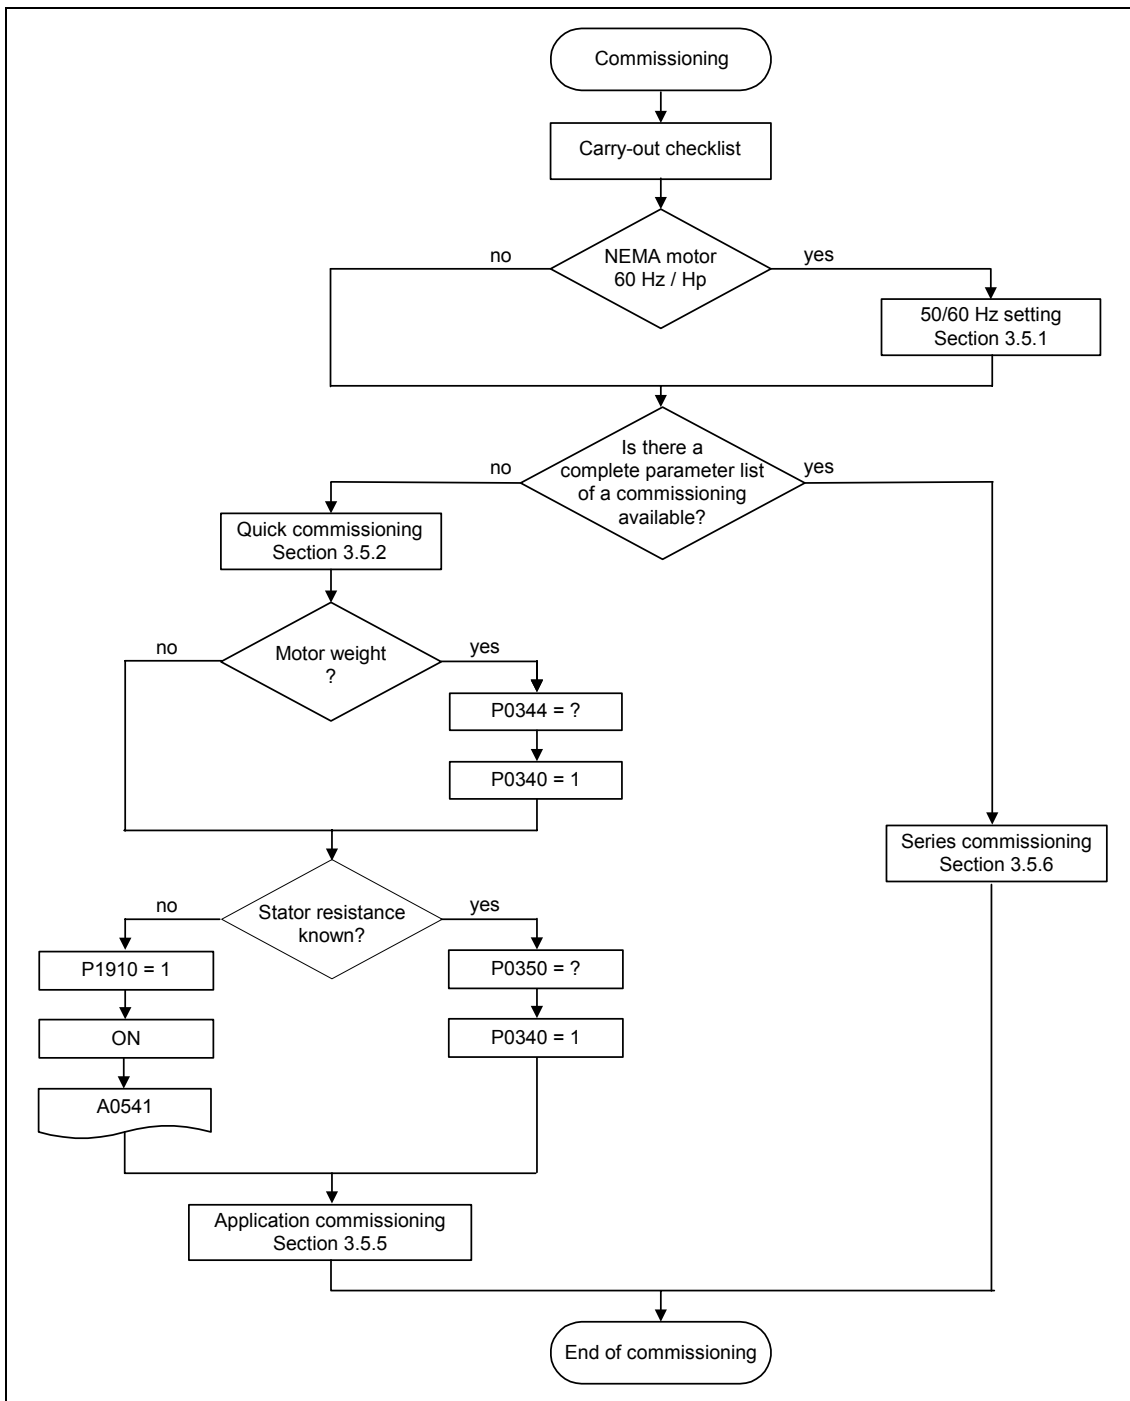 Commissioning
Carry-out checklist
no
NEMA motor
60 Hz / Hp
yes
50/60 Hz setting
Section 3.5.1
no
Is there a
complete parameter list
of a commissioning
available?
yes
Quick commissioning
Section 3.5.2
no
Motor weight
?
yes
P0344 = ?
P0340 = 1
Series commissioning
Section 3.5.6
no
Stator resistance
known?
yes
P1910 = 1
P0350 = ?
ON
P0340 = 1
A0541
Application commissioning
Section 3.5.5
End of commissioning